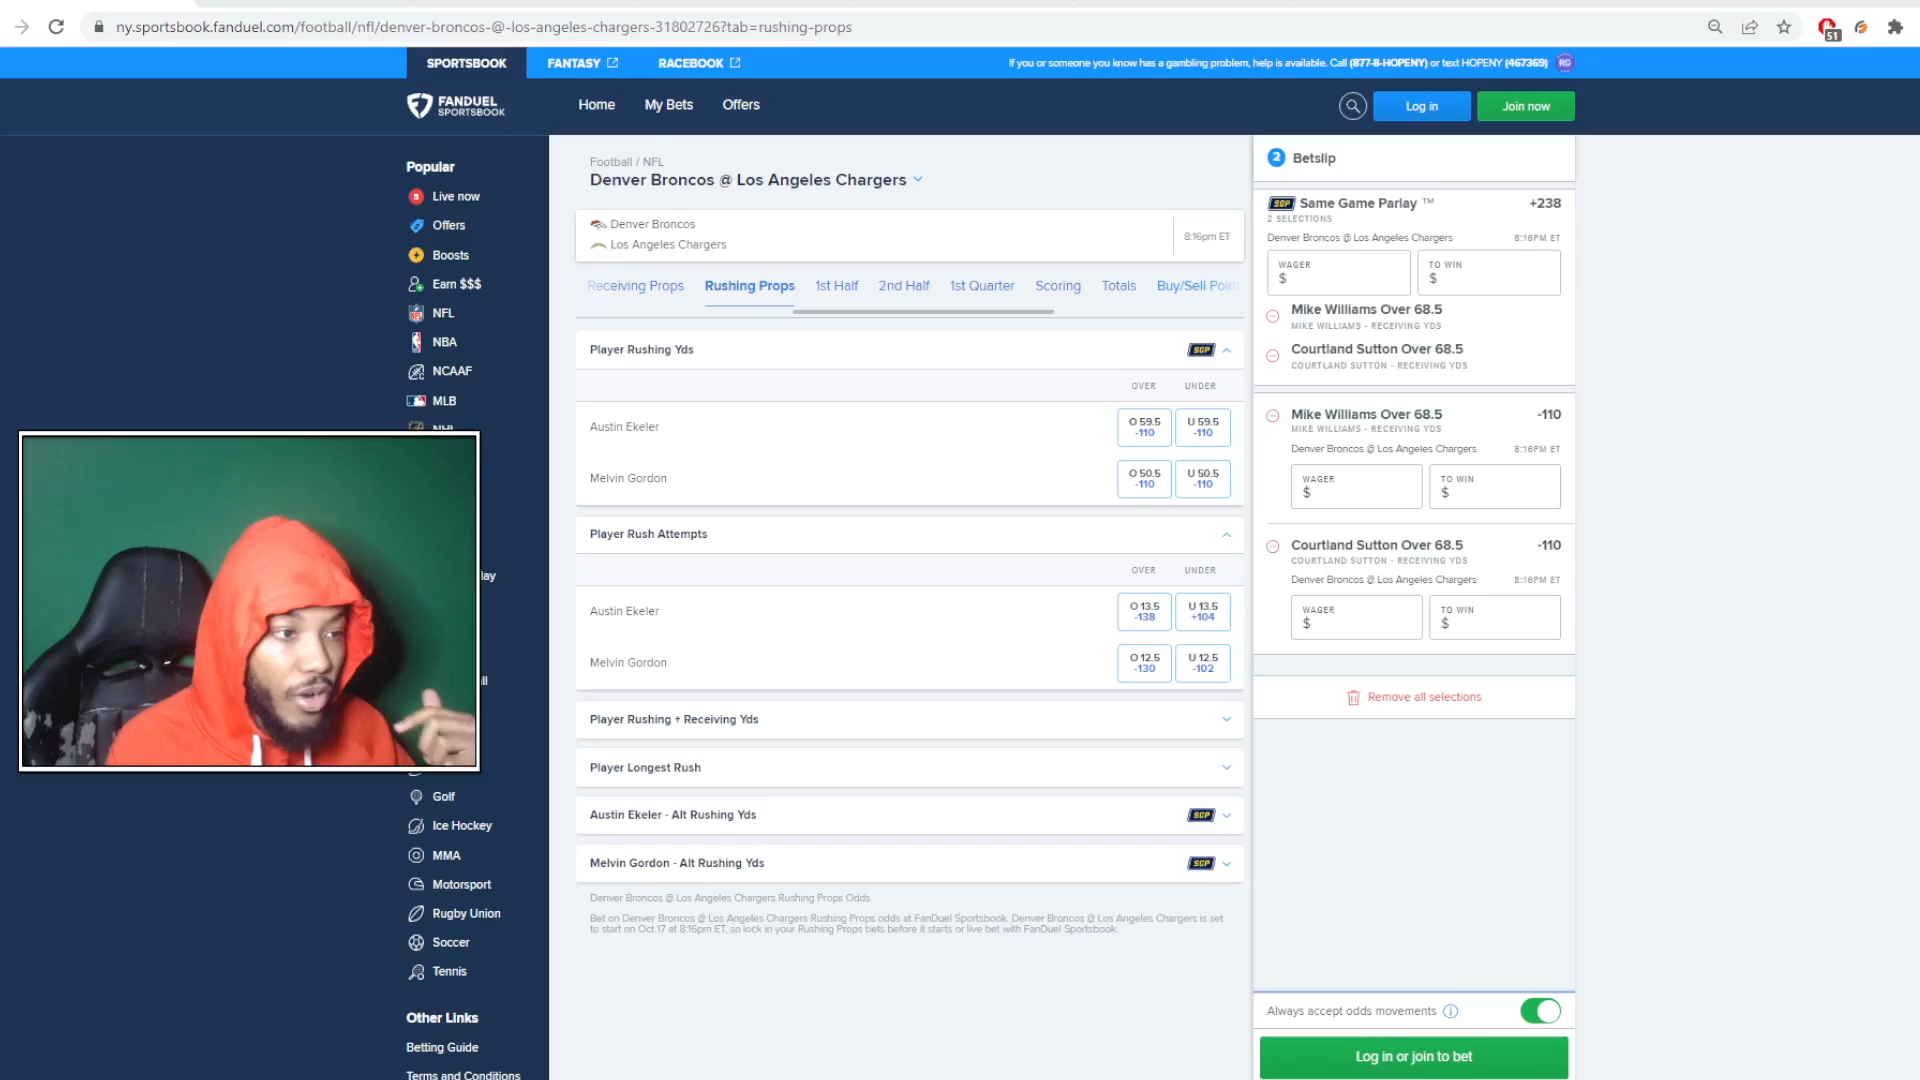 ny.sportsbook.fanduel.com/football/nfl/denver-broncos-@-los-angeles-chargers-31802726?tab=rushing-props
51
SPORTSBOOK
FANTASY
RACEBOOK
If you or someone you know has a gambling problem, help is available. Call (877-8-HOPENY) or text HOPENY (467369)
RG
FANDUEL
SPORTSBOOK
Home
My Bets
Offers
Log in
Join now
Popular
Live now
Offers
Boosts
Earn $$$
NFL
NBA
NCAAF
MLB
NHL
lay
ll
Golf
Ice Hockey
MMA
Motorsport
Rugby Union
Soccer
Tennis
Other Links
Betting Guide
Terms and Conditions
Football / NFL
Denver Broncos @ Los Angeles Chargers
Denver Broncos
Los Angeles Chargers
8:16pm ET
Receiving Props
Rushing Props
1st Half
2nd Half
1st Quarter
Scoring
Totals
Buy/Sell Poin
Player Rushing Yds
SGP
OVER UNDER
Austin Ekeler
O 59.5 U 59.5
-110 -110
Melvin Gordon
O 50.5 U 50.5
-110 -110
Player Rush Attempts
OVER UNDER
Austin Ekeler
O 13.5 U 13.5
-138 +104
Melvin Gordon
O 12.5 U 12.5
-130 -102
Player Rushing + Receiving Yds
Player Longest Rush
Austin Ekeler - Alt Rushing Yds
SGP
Melvin Gordon - Alt Rushing Yds
SGP
Denver Broncos @ Los Angeles Chargers Rushing Props Odds
Bet on Denver Broncos @ Los Angeles Chargers Rushing Props odds at FanDuel Sportsbook. Denver Broncos @ Los Angeles Chargers is set
to start on Oct 17 at 8:16pm ET, so lock in your Rushing Props bets before it starts or live bet with FanDuel Sportsbook.
2 Betslip
SGP Same Game Parlay ™ +238
2 SELECTIONS
Denver Broncos @ Los Angeles Chargers 8:16PM ET
WAGER TO WIN
$ $
Mike Williams Over 68.5
MIKE WILLIAMS - RECEIVING YDS
Courtland Sutton Over 68.5
COURTLAND SUTTON - RECEIVING YDS
Mike Williams Over 68.5 -110
MIKE WILLIAMS - RECEIVING YDS
Denver Broncos @ Los Angeles Chargers 8:16PM ET
WAGER TO WIN
$ $
Courtland Sutton Over 68.5 -110
COURTLAND SUTTON - RECEIVING YDS
Denver Broncos @ Los Angeles Chargers 8:16PM ET
WAGER TO WIN
$ $
Remove all selections
Always accept odds movements
Log in or join to bet